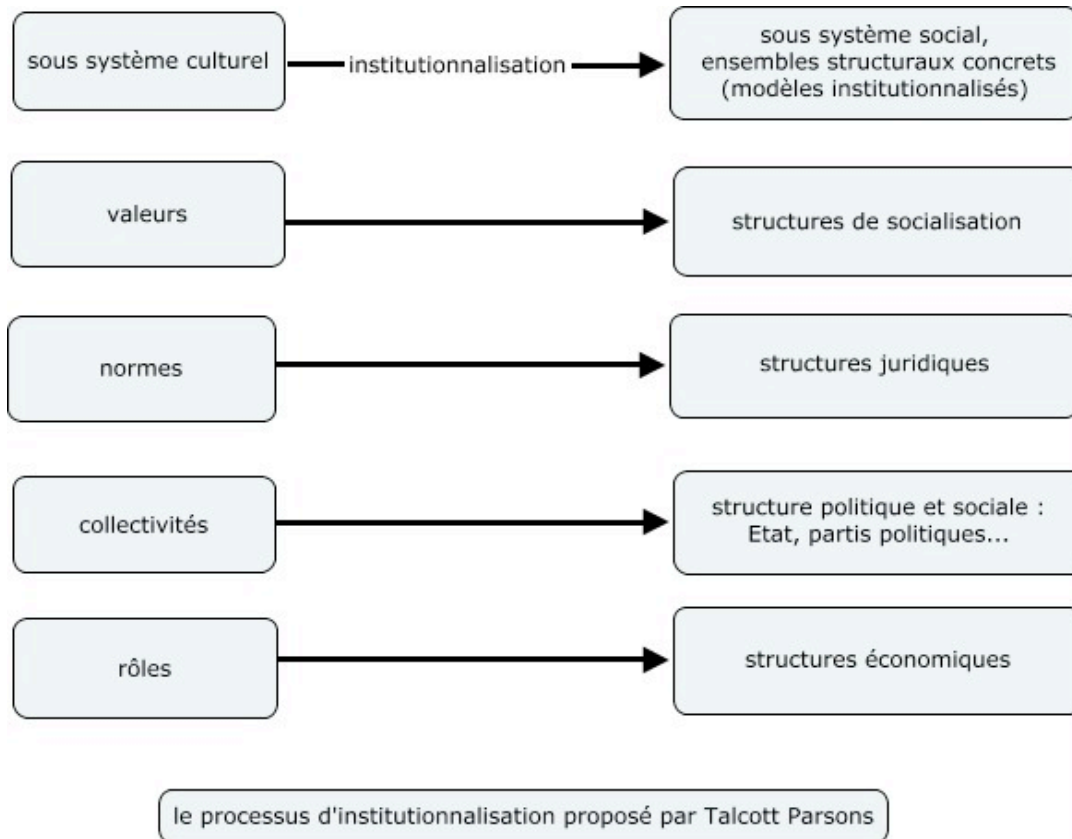 sous système culturel
institutionnalisation
sous système social,
ensembles structuraux concrets
(modèles institutionnalisés)
valeurs
structures de socialisation
normes
structures juridiques
collectivités
structure politique et sociale :
Etat, partis politiques...
rôles
structures économiques
le processus d'institutionnalisation proposé par Talcott Parsons